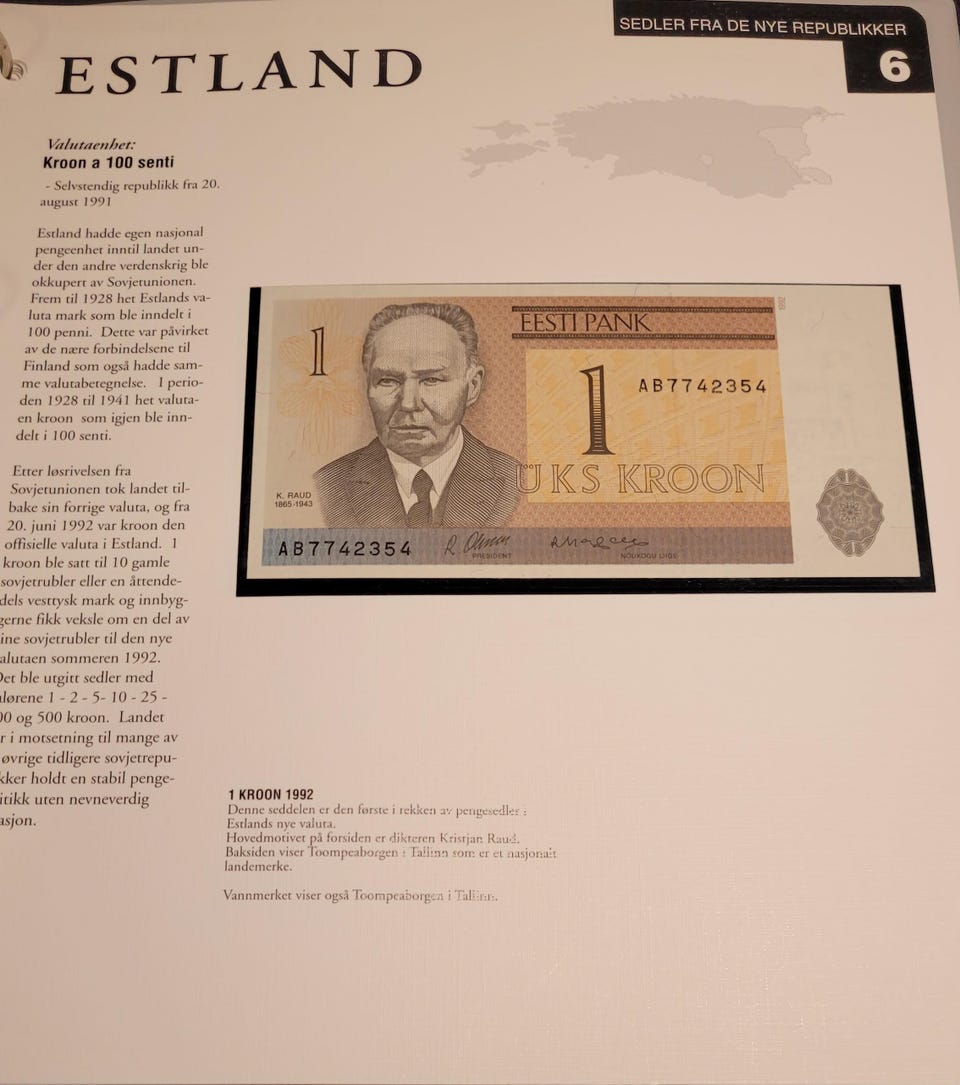 SEDLER FRA DE NYE REPUBLIKKER
6
ESTLAND
Valutaenhet:
Kroon a 100 senti
- Selvstendig republikk fra 20.
august 1991
Estland hadde egen nasjonal
pengeenhet inntil landet un-
der den andre verdenskrig ble
okkupert av Sovjetunionen.
Frem til 1928 het Estlands va-
luta mark som ble inndelt i
100 penni. Dette var påvirket
av de nære forbindelsene til
Finland som også hadde sam-
me valutabetegnelse. I perio-
den 1928 til 1941 het valuta-
en kroon som igjen ble inn-
delt i 100 senti.
Etter løsrivelsen fra
Sovjetunionen tok landet til-
bake sin forrige valuta, og fra
20. juni 1992 var kroon den
offisielle valuta i Estland. 1
kroon ble satt til 10 gamle
sovjetrubler eller en åttende-
dels vesttysk mark og innbyg-
gerne fikk veksle om en del av
ine sovjetrubler til den nye
alutaen sommeren 1992.
Det ble utgitt sedler med
lørene 1 - 2 - 5- 10 - 25 -
00 og 500 kroon. Landet
r i motsetning til mange av
øvrige tidligere sovjetrepu-
kker holdt en stabil penge-
itikk uten nevneverdig
asjon.
1
EESTI PANK
1
AB7742354
ÜKS KROON
K. RAUD
1865-1943
AB7742354
PRESIDENT
NÕUKOGU LIIGE
1 KROON 1992
Denne seddelen er den første i rekken av pengesedler i
Estlands nye valuta.
Hovedmotivet på forsiden er dikteren Kristjan Raud.
Baksiden viser Toompeaborgen i Tallinn som er et nasjonalt
landemerke.
Vannmerket viser også Toompeaborgen i Tallinn.